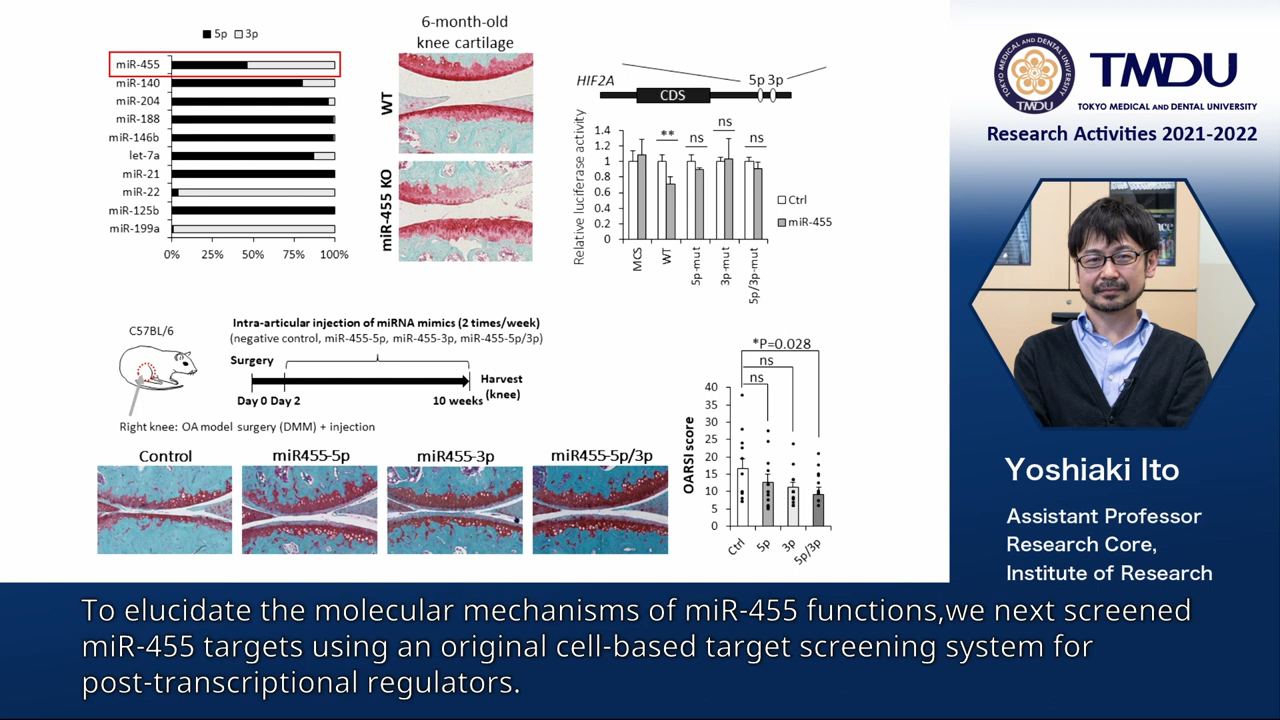 5p 3p
miR-455
miR-140
miR-204
miR-188
miR-146b
let-7a
miR-21
miR-22
miR-125b
miR-199a
0% 25% 50% 75% 100%
6-month-old
knee cartilage
WT
miR-455 KO
HIF2A
CDS
5p 3p
Relative luciferase activity
1.4
1.2
1
0.8
0.6
0.4
0.2
0
** ns ns ns
MCS WT 5p-mut 3p-mut 5p/3p-mut
Ctrl
miR-455
C57BL/6
Intra-articular injection of miRNA mimics (2 times/week)
(negative control, miR-455-5p, miR-455-3p, miR-455-5p/3p)
Surgery
Day 0 Day 2 10 weeks
Harvest
(knee)
Right knee: OA model surgery (DMM) + injection
Control miR455-5p miR455-3p miR455-5p/3p
*P=0.028
ns
ns
OARSI score
40
35
30
25
20
15
10
5
0
Ctrl 5p 3p 5p/3p
TOKYO MEDICAL AND DENTAL UNIVERSITY
TMDU
TMDU
TOKYO MEDICAL AND DENTAL UNIVERSITY
Research Activities 2021-2022
Yoshiaki Ito
Assistant Professor
Research Core,
Institute of Research
To elucidate the molecular mechanisms of miR-455 functions,we next screened
miR-455 targets using an original cell-based target screening system for
post-transcriptional regulators.